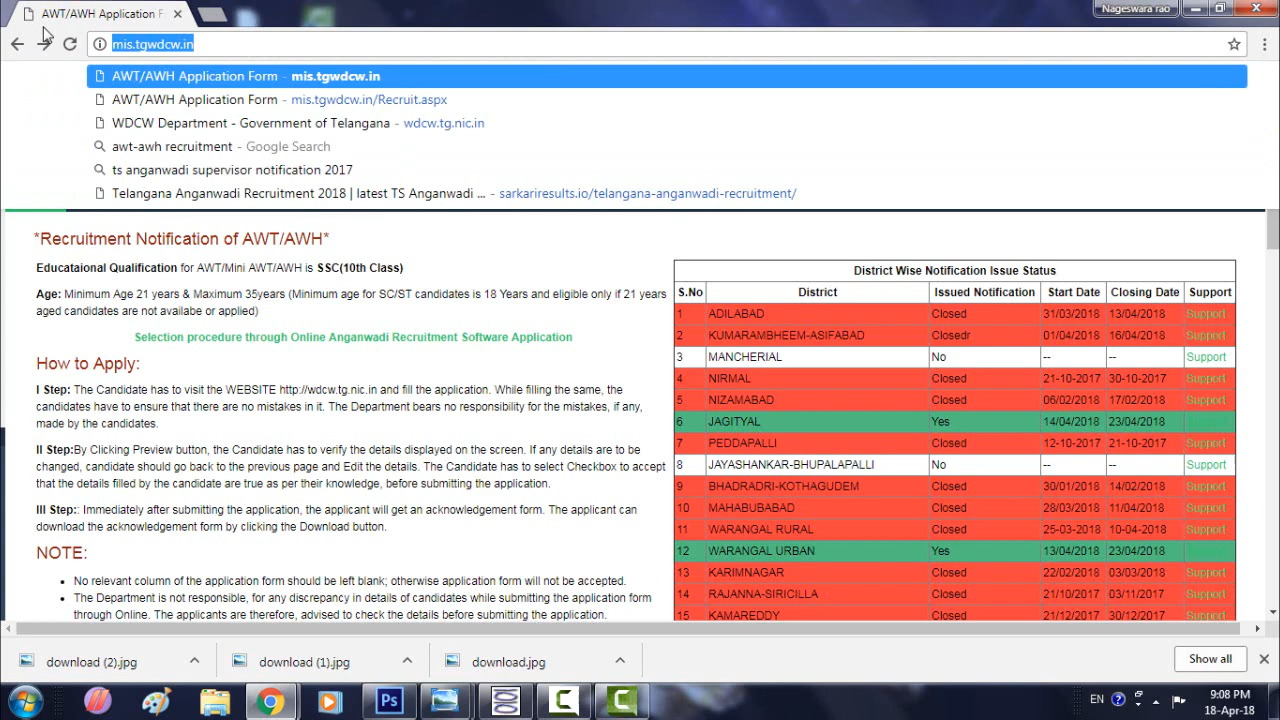 AWT/AWH Application F
Nageswara rao
mis.tgwdcw.in
AWT/AWH Application Form - mis.tgwdcw.in
AWT/AWH Application Form - mis.tgwdcw.in/Recruit.aspx
WDCW Department - Government of Telangana - wdcw.tg.nic.in
awt-awh recruitment - Google Search
ts anganwadi supervisor notification 2017
Telangana Anganwadi Recruitment 2018 | latest TS Anganwadi ... - sarkariresults.io/telangana-anganwadi-recruitment/
*Recruitment Notification of AWT/AWH*
Educataional Qualification for AWT/Mini AWT/AWH is SSC(10th Class)
Age: Minimum Age 21 years & Maximum 35years (Minimum age for SC/ST candidates is 18 Years and eligible only if 21 years
aged candidates are not availabe or applied)
Selection procedure through Online Anganwadi Recruitment Software Application
How to Apply:
I Step: The Candidate has to visit the WEBSITE http://wdcw.tg.nic.in and fill the application. While filling the same, the
candidates have to ensure that there are no mistakes in it. The Department bears no responsibility for the mistakes, if any,
made by the candidates.
II Step:By Clicking Preview button, the Candidate has to verify the details displayed on the screen. If any details are to be
changed, candidate should go back to the previous page and Edit the details. The Candidate has to select Checkbox to accept
that the details filled by the candidate are true as per their knowledge, before submitting the application.
III Step:: Immediately after submitting the application, the applicant will get an acknowledgement form. The applicant can
download the acknowledgement form by clicking the Download button.
NOTE:
• No relevant column of the application form should be left blank; otherwise application form will not be accepted.
• The Department is not responsible, for any discrepancy in details of candidates while submitting the application form
through Online. The applicants are therefore, advised to check the details before submitting the application.
District Wise Notification Issue Status
S.No District Issued Notification Start Date Closing Date Support
1 ADILABAD Closed 31/03/2018 13/04/2018 Support
2 KUMARAMBHEEM-ASIFABAD Closedr 01/04/2018 16/04/2018 Support
3 MANCHERIAL No -- -- Support
4 NIRMAL Closed 21-10-2017 30-10-2017 Support
5 NIZAMABAD Closed 06/02/2018 17/02/2018 Support
6 JAGITYAL Yes 14/04/2018 23/04/2018
7 PEDDAPALLI Closed 12-10-2017 21-10-2017 Support
8 JAYASHANKAR-BHUPALAPALLI No -- -- Support
9 BHADRADRI-KOTHAGUDEM Closed 30/01/2018 14/02/2018 Support
10 MAHABUBABAD Closed 28/03/2018 11/04/2018 Support
11 WARANGAL RURAL Closed 25-03-2018 10-04-2018 Support
12 WARANGAL URBAN Yes 13/04/2018 23/04/2018
13 KARIMNAGAR Closed 22/02/2018 03/03/2018 Support
14 RAJANNA-SIRICILLA Closed 21/10/2017 03/11/2017 Support
15 KAMAREDDY Closed 21/12/2017 30/12/2017 Support
download (2).jpg
download (1).jpg
download.jpg
Show all
Ps
EN
9:08 PM
18-Apr-18